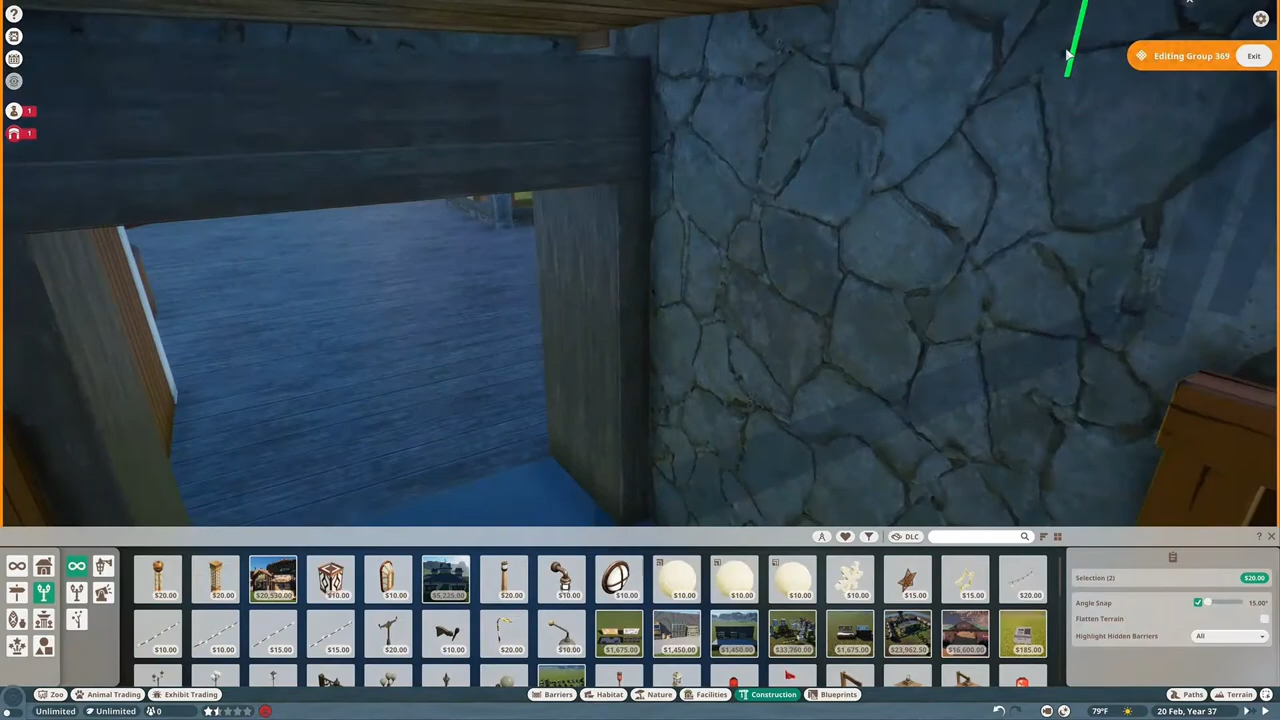 ?
Editing Group 369
Exit
1
1
DLC
?
$20.00
$20.00
$20,530.00
$10.00
$10.00
$5,225.00
$20.00
$10.00
$10.00
$10.00
$10.00
$10.00
$10.00
$15.00
$15.00
$20.00
$10.00
$15.00
$15.00
$15.00
$20.00
$10.00
$20.00
$10.00
$1,675.00
$1,450.00
$1,450.00
$33,760.00
$1,675.00
$23,962.50
$16,600.00
$185.00
Selection (2)
$20.00
Angle Snap
15.00°
Flatten Terrain
Highlight Hidden Barriers
All
Zoo
Animal Trading
Exhibit Trading
Barriers
Habitat
Nature
Facilities
Construction
Blueprints
Paths
Terrain
Unlimited
Unlimited
0
79°F
20 Feb, Year 37